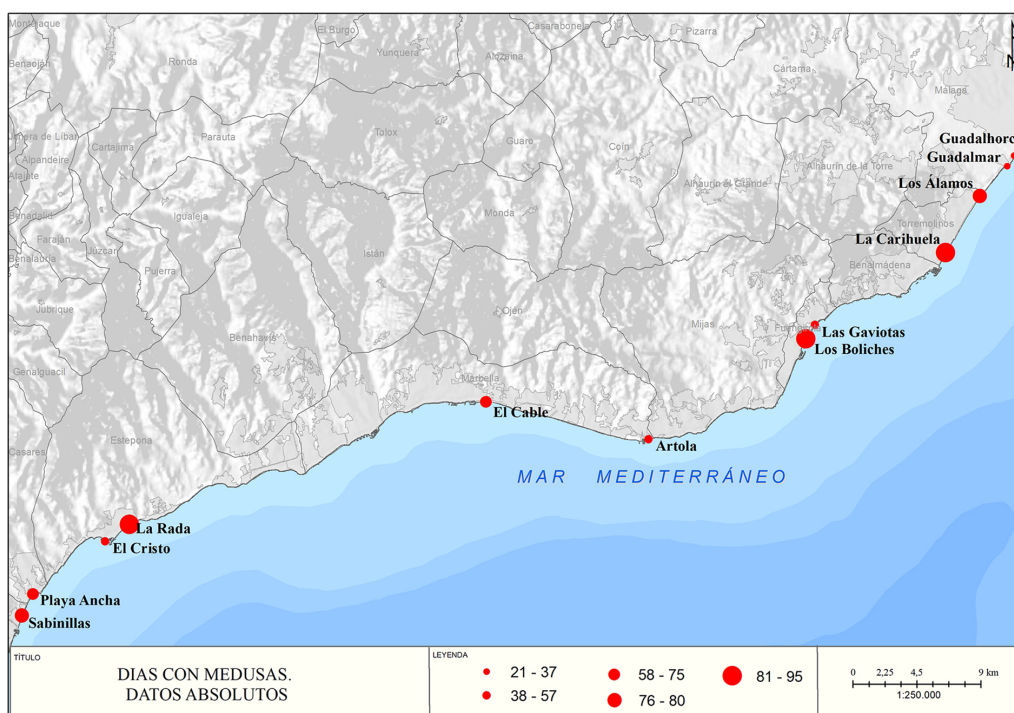 Montejaque
El Burgo
Casarabonela
Pizarra
Yunquera
Alozaina
Benaoján
Ronda
Cártama
Málaga
Tolox
Parauta
Cartajima
Guaro
Coín
Guadalhorc
Guadalmar
Alpandeire
Alhaurín de la Torre
Atajate
Los Álamos
Alhaurín el Grande
Benadalid
Igualeja
Monda
Torremolinos
Faraján
Júzcar
La Carihuela
Benalauría
Istán
Benalmádena
Pujerra
Jubrique
Ojén
Mijas
Las Gaviotas
Benahavís
Los Boliches
Genalguacil
Marbella
El Cable
Estepona
Artola
Casares
MAR MEDITERRÁNEO
La Rada
El Cristo
Playa Ancha
Sabinillas
TÍTULO
DIAS CON MEDUSAS.
DATOS ABSOLUTOS
LEYENDA
21 - 37
38 - 57
58 - 75
76 - 80
81 - 95
0 2,25 4,5 9 km
1:250.000